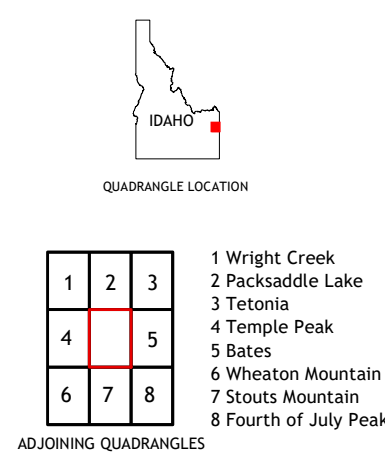 IDAHO
QUADRANGLE LOCATION
1 2 3
4 5
6 7 8
ADJOINING QUADRANGLES
1 Wright Creek
2 Packsaddle Lake
3 Tetonia
4 Temple Peak
5 Bates
6 Wheaton Mountain
7 Stouts Mountain
8 Fourth of July Peak